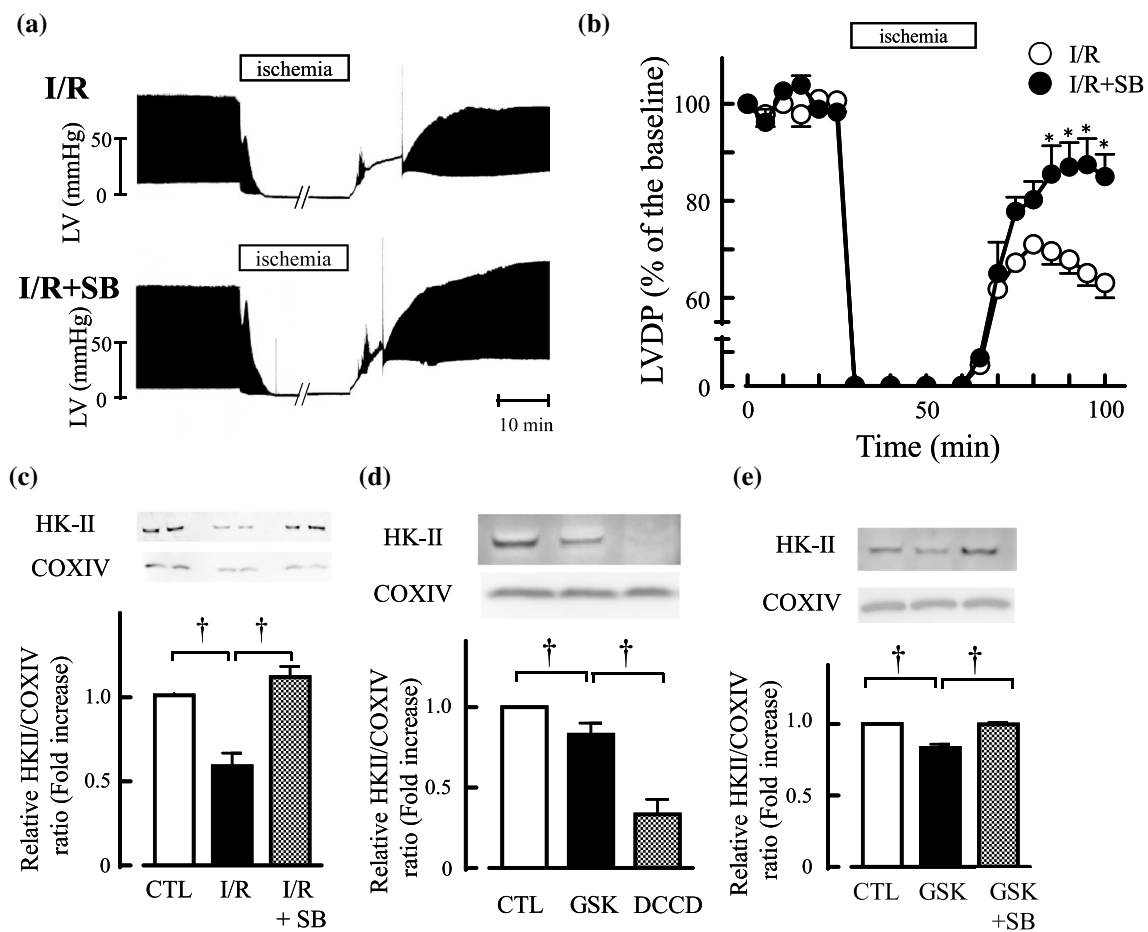 (a)
ischemia
I/R
50
0
LV (mmHg)
ischemia
I/R+SB
50
0
LV (mmHg)
10 min
(b)
ischemia
I/R
I/R+SB
100
80
60
0
LVDP (% of the baseline)
* * * *
0 50 100
Time (min)
(c)
HK-II
COXIV
† †
1.0
0.5
0
Relative HKII/COXIV
ratio (Fold increase)
CTL I/R I/R
+ SB
(d)
HK-II
COXIV
† †
1.0
0.5
0
Relative HKII/COXIV
ratio (Fold increase)
CTL GSK DCCD
(e)
HK-II
COXIV
† †
1.0
0.5
0
Relative HKII/COXIV
ratio (Fold increase)
CTL GSK GSK
+SB